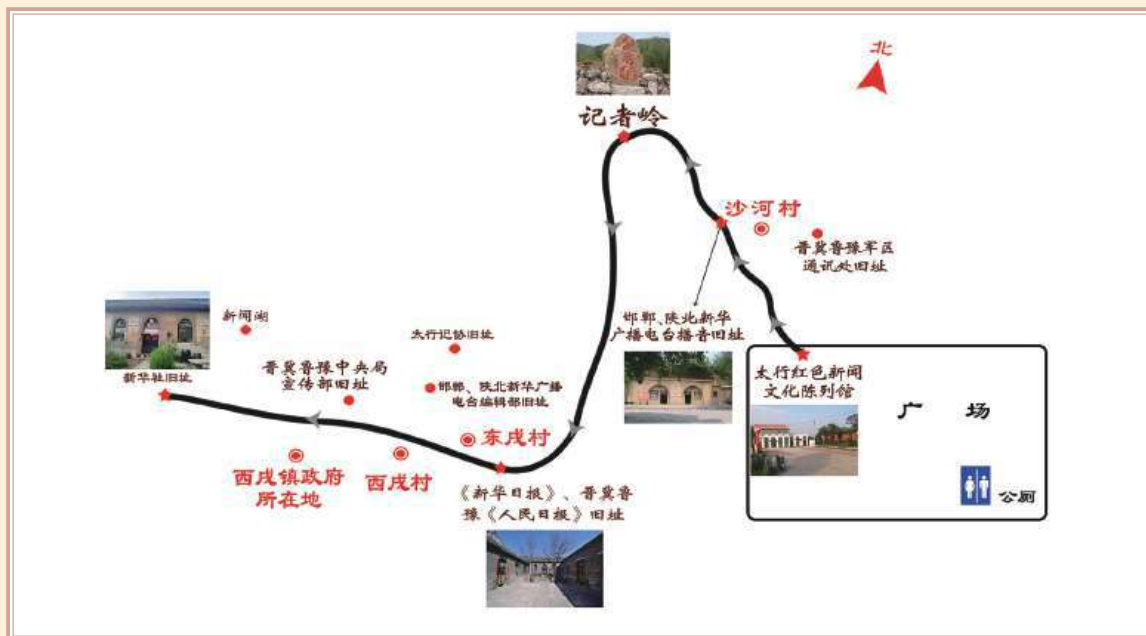 北
记者岭
沙河村
晋冀鲁豫军区
通讯处旧址
邯郸、陕北新华
广播电台播音旧址
新闻湖
太行记协旧址
太行红色新闻
文化陈列馆
新华社旧址
晋冀鲁豫中央局
宣传部旧址
邯郸、陕北新华广播
电台编辑部旧址
广 场
东戌村
西戌村
西戌镇政府
所在地
《新华日报》、晋冀鲁
豫《人民日报》旧址
公厕